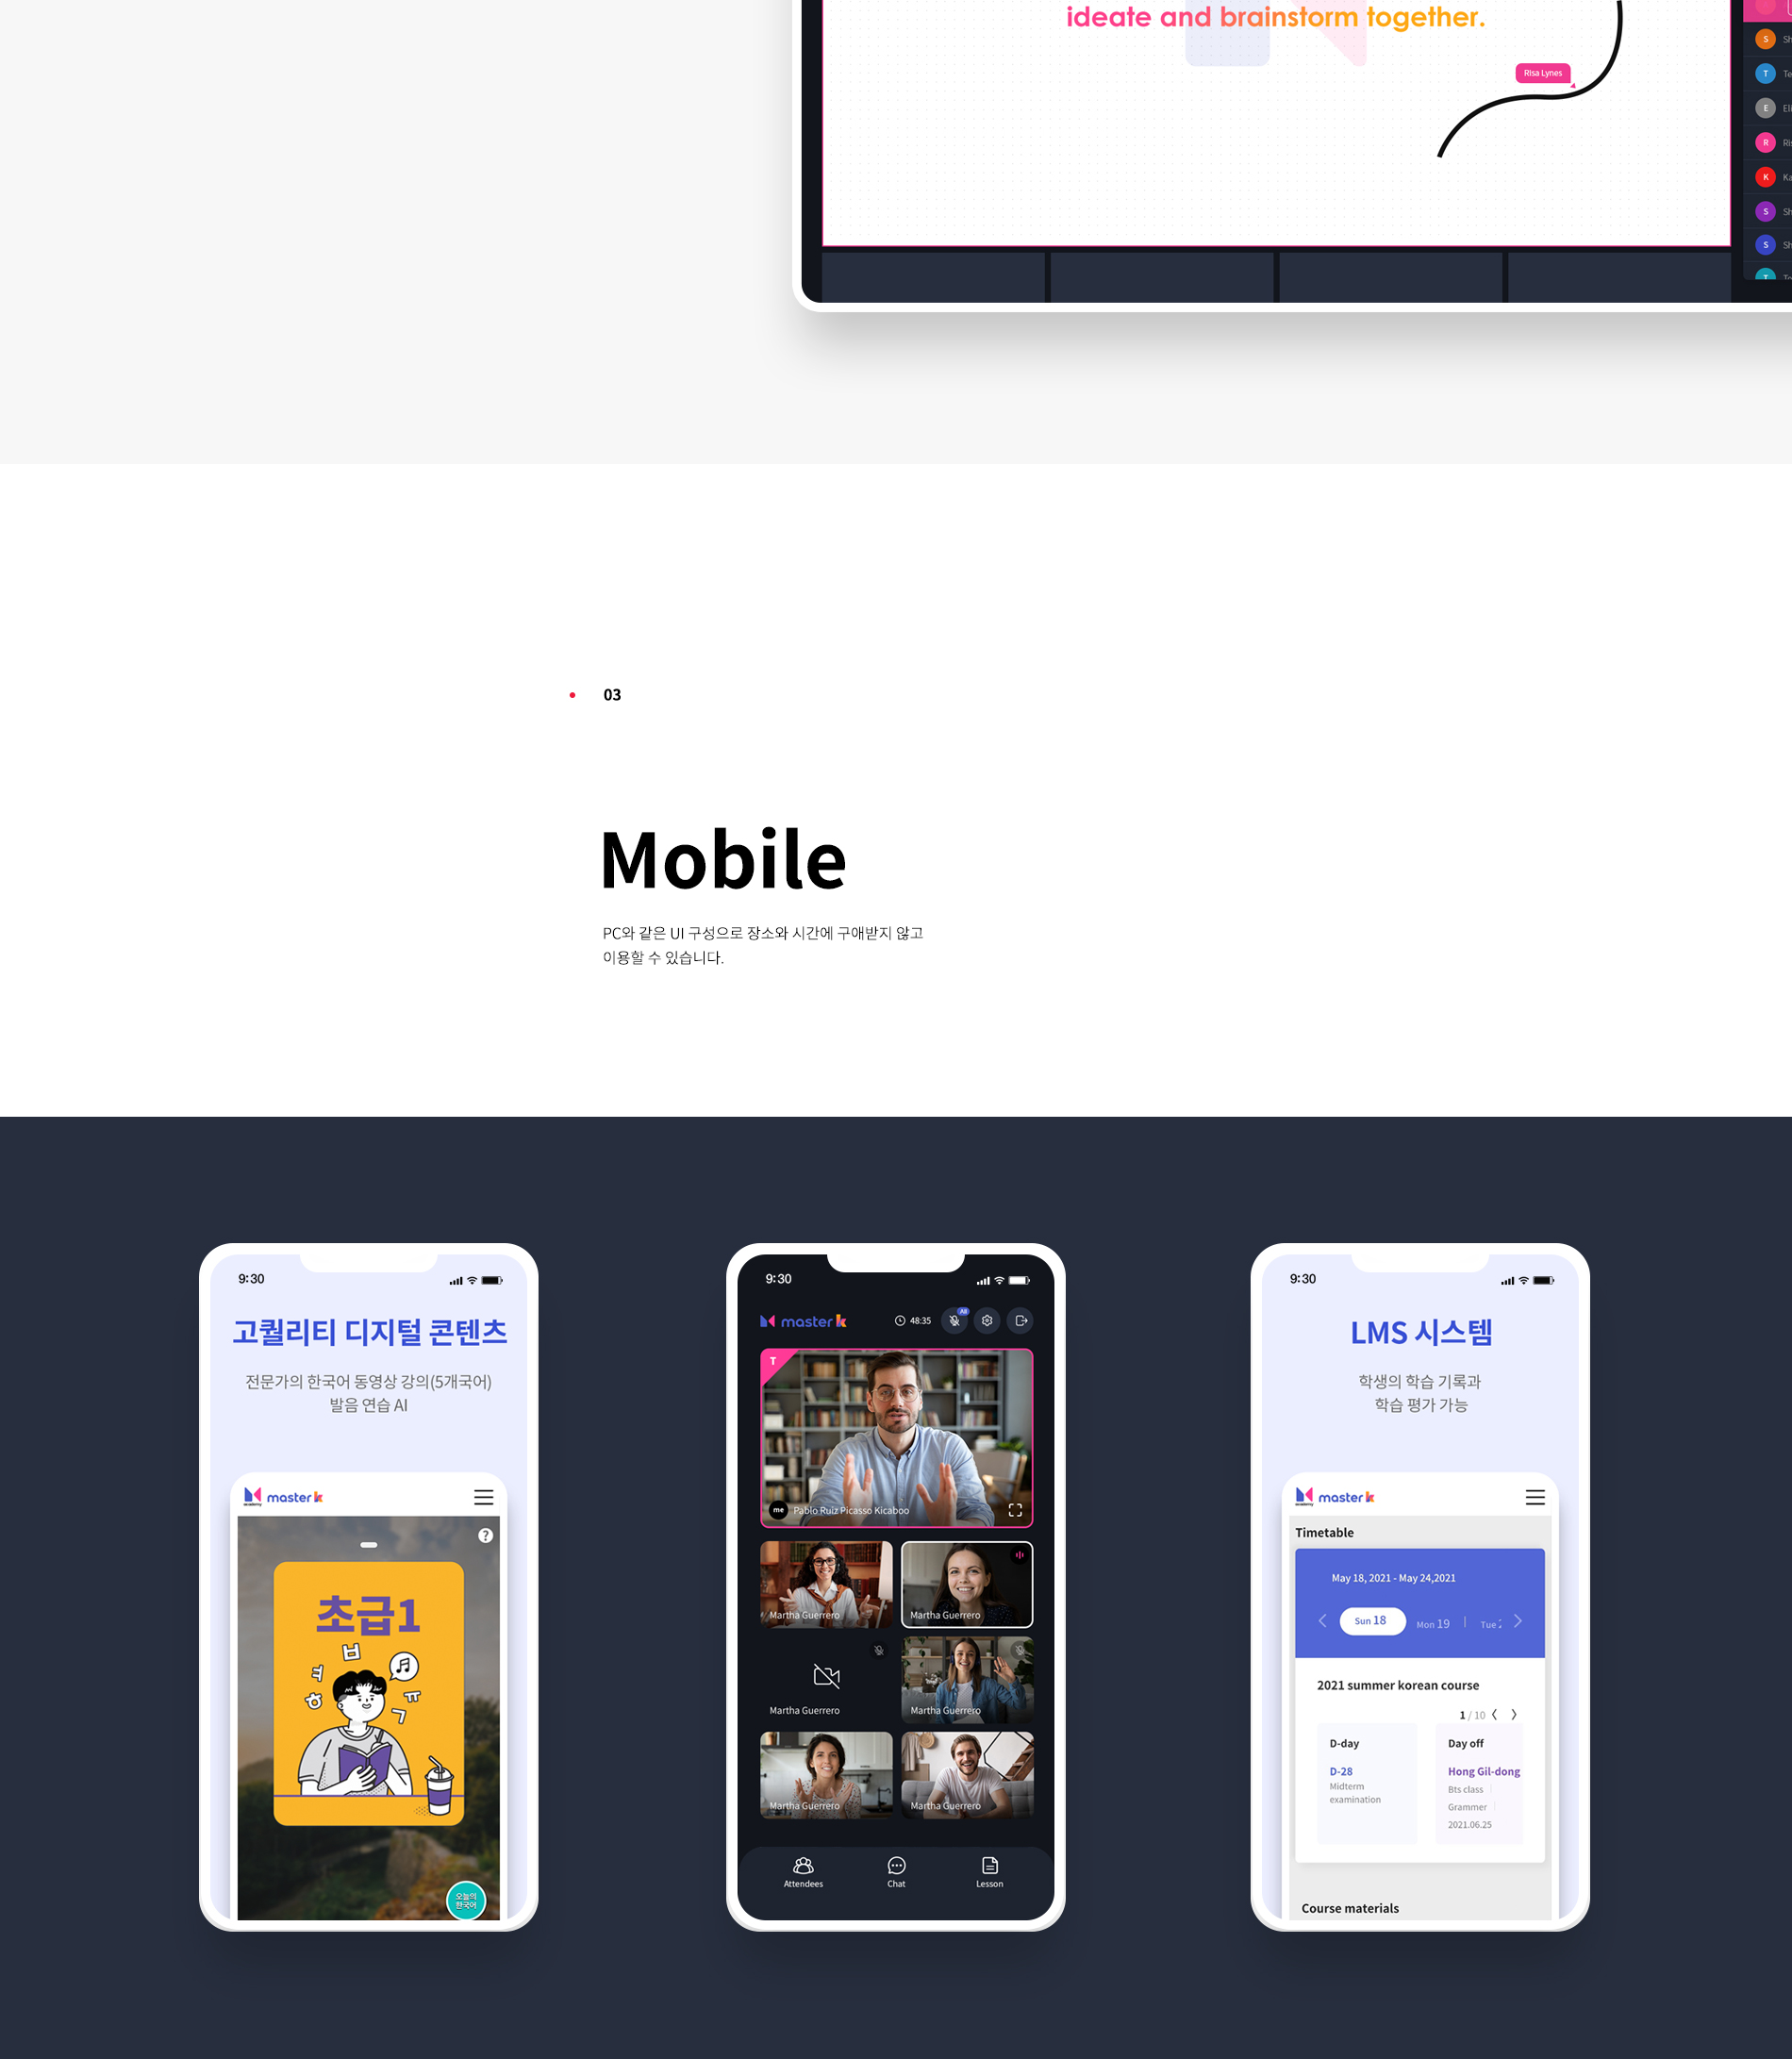 ideate and brainstorm together.
Risa Lynes
S
T
E
R
K
S
S
T
03
Mobile
PC와 같은 UI 구성으로 장소와 시간에 구애받지 않고
이용할 수 있습니다.
9:30
고퀄리티 디지털 콘텐츠
전문가의 한국어 동영상 강의(5개국어)
발음 연습 AI
academy
master k
?
초급1
ㅂ
ㅕ
ㅎ
ㅠ
ㄱ
오늘의
한국어
9:30
master k
48:35
All
T
me Pablo Ruiz Picasso Kicaboo
Martha Guerrero
Martha Guerrero
Martha Guerrero
Martha Guerrero
Martha Guerrero
Martha Guerrero
Attendees
Chat
Lesson
9:30
LMS 시스템
학생의 학습 기록과
학습 평가 가능
academy
master k
Timetable
May 18, 2021 - May 24,2021
Sun 18
Mon 19
Tue
2021 summer korean course
1 / 10
D-day
D-28
Midterm
examination
Day off
Hong Gil-dong
Bts class
Grammer
2021.06.25
Course materials